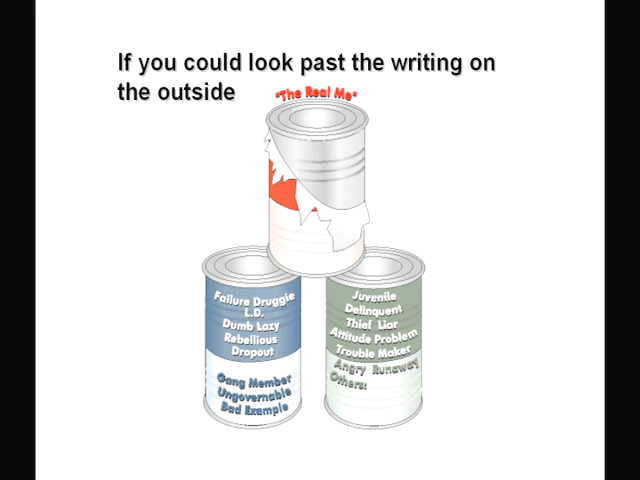 If you could look past the writing on
the outside
"The Real Me"
Failure Druggie
L.D.
Dumb Lazy
Rebellious
Dropout
Gang Member
Ungovernable
Bad Example
Juvenile
Delinquent
Thief Liar
Attitude Problem
Trouble Maker
Angry Runaway
Others: